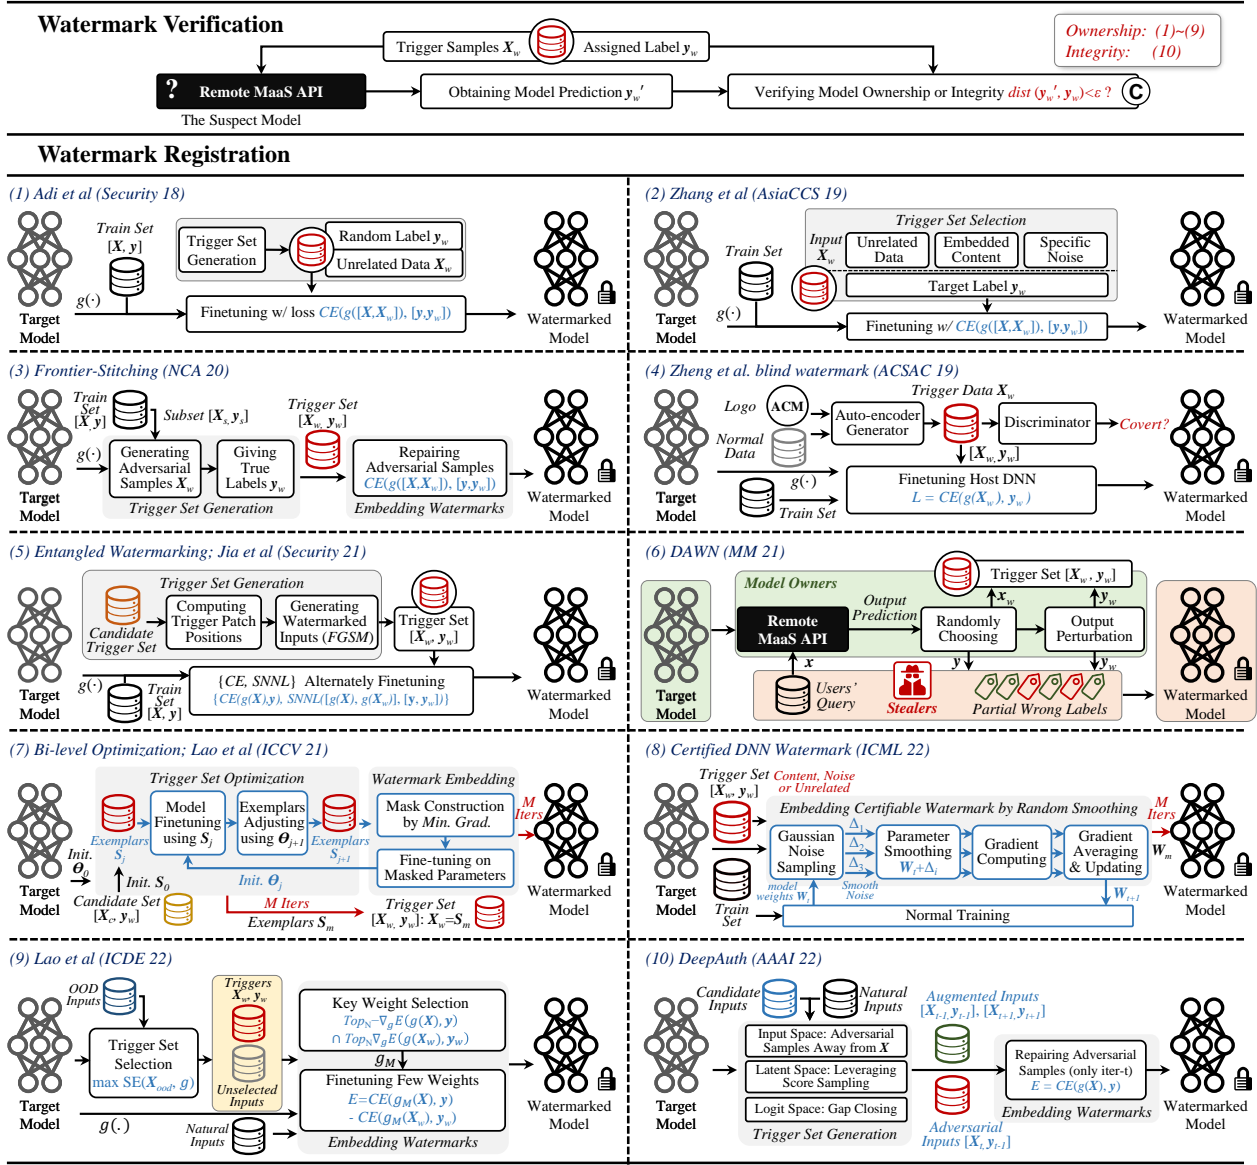 Watermark Verification
Trigger Samples X_w
Assigned Label y_w
Ownership: (1)~(9)
Integrity: (10)
?
Remote MaaS API
Obtaining Model Prediction y_w'
Verifying Model Ownership or Integrity dist (y_w', y_w)<ε ?
C
The Suspect Model
Watermark Registration
(1) Adi et al (Security 18)
Train Set
[X, y]
Trigger Set
Generation
Random Label y_w
Unrelated Data X_w
g(·)
Finetuning w/ loss CE(g([X,X_w]), [y,y_w])
Target
Model
Watermarked
Model
(2) Zhang et al (AsiaCCS 19)
Trigger Set Selection
Train Set
Input
X_w
Unrelated
Data
Embedded
Content
Specific
Noise
Target Label y_w
g(·)
Finetuning w/ CE(g([X,X_w]), [y,y_w])
Target
Model
Watermarked
Model
(3) Frontier-Stitching (NCA 20)
Train
Set
[X, y]
Subset [X_s, y_s]
Trigger Set
[X_w, y_w]
g(·)
Generating
Adversarial
Samples X_w
Giving
True
Labels y_w
Repairing
Adversarial Samples
CE(g([X,X_w]), [y,y_w])
Trigger Set Generation
Embedding Watermarks
Target
Model
Watermarked
Model
(4) Zheng et al. blind watermark (ACSAC 19)
Logo
ACM
Trigger Data X_w
Auto-encoder
Generator
Discriminator
Covert?
Normal
Data
[X_w, y_w]
g(·)
Finetuning Host DNN
L = CE(g(X_w), y_w )
Train Set
Target
Model
Watermarked
Model
(5) Entangled Watermarking; Jia et al (Security 21)
Trigger Set Generation
Candidate
Trigger Set
Computing
Trigger Patch
Positions
Generating
Watermarked
Inputs (FGSM)
Trigger Set
[X_w, y_w]
g(·)
Train
Set
[X, y]
{CE, SNNL} Alternately Finetuning
{CE(g(X),y), SNNL([g(X), g(X_w)], [y, y_w])}
Target
Model
Watermarked
Model
(6) DAWN (MM 21)
Model Owners
Trigger Set [X_w, y_w]
Output
Prediction
x_w
y_w
Remote
MaaS API
Randomly
Choosing
Output
Perturbation
x
y
y_w
Users'
Query
Stealers
Partial Wrong Labels
Target
Model
Watermarked
Model
(7) Bi-level Optimization; Lao et al (ICCV 21)
Trigger Set Optimization
Watermark Embedding
Exemplars
S_j
Model
Finetuning
using S_j
Exemplars
Adjusting
using Θ_j+1
Exemplars
S_j+1
Mask Construction
by Min. Grad.
M
Iters
Fine-tuning on
Masked Parameters
Init.
Θ_0
Init. S_0
Init. Θ_j
Candidate Set
[X_c, y_w]
M Iters
Exemplars S_m
Trigger Set
[X_w, y_w]: X_w=S_m
Target
Model
Watermarked
Model
(8) Certified DNN Watermark (ICML 22)
Trigger Set
[X_w, y_w]
Content, Noise
or Unrelated
Embedding Certifiable Watermark by Random Smoothing
Gaussian
Noise
Sampling
Δ_1
Δ_2
Δ_3
Parameter
Smoothing
W_t+Δ_i
Gradient
Computing
Gradient
Averaging
& Updating
M
Iters
W_m
model
weights W_t
Smooth
Noise
W_t+1
Train
Set
Normal Training
Target
Model
Watermarked
Model
(9) Lao et al (ICDE 22)
OOD
Inputs
Triggers
X_w, y_w
Trigger Set
Selection
max SE(X_ood, g)
Unselected
Inputs
Key Weight Selection
Top_N-∇_gE(g(X), y)
∩ Top_N∇_gE(g(X_w), y_w)
g_M
Finetuning Few Weights
E=CE(g_M(X), y)
- CE(g_M(X_w), y_w)
g(.)
Natural
Inputs
Embedding Watermarks
Target
Model
Watermarked
Model
(10) DeepAuth (AAAI 22)
Candidate
Inputs
Natural
Inputs
Augmented Inputs
[X_t-1, y_t-1], [X_t+1, y_t+1]
Input Space: Adversarial
Samples Away from X
Latent Space: Leveraging
Score Sampling
Logit Space: Gap Closing
Trigger Set Generation
Adversarial
Inputs [X_t, y_t-1]
Repairing Adversarial
Samples (only iter-t)
E = CE(g(X), y)
Embedding Watermarks
Target
Model
Watermarked
Model